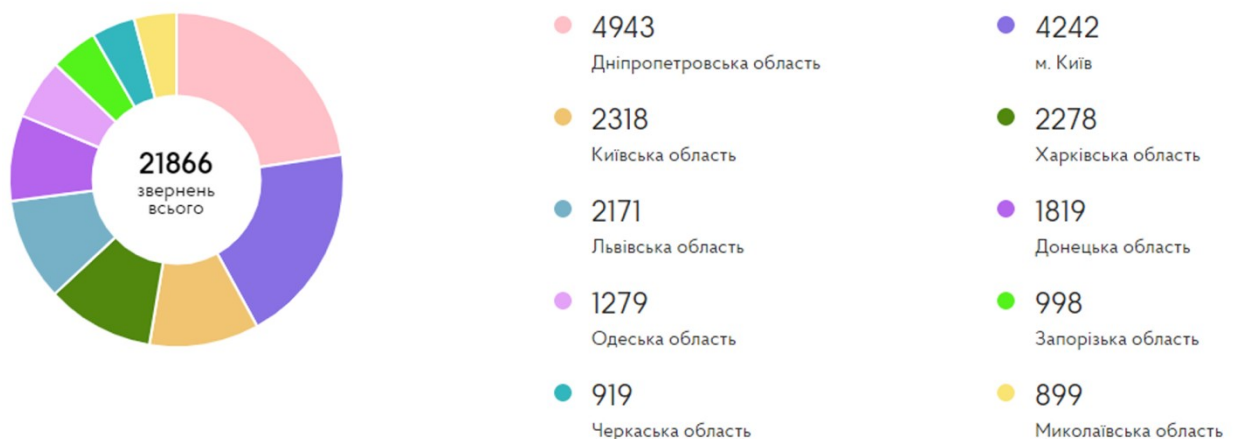 21866
звернень
всього
4943
Дніпропетровська область
4242
м. Київ
2318
Київська область
2278
Харківська область
2171
Львівська область
1819
Донецька область
1279
Одеська область
998
Запорізька область
919
Черкаська область
899
Миколаївська область